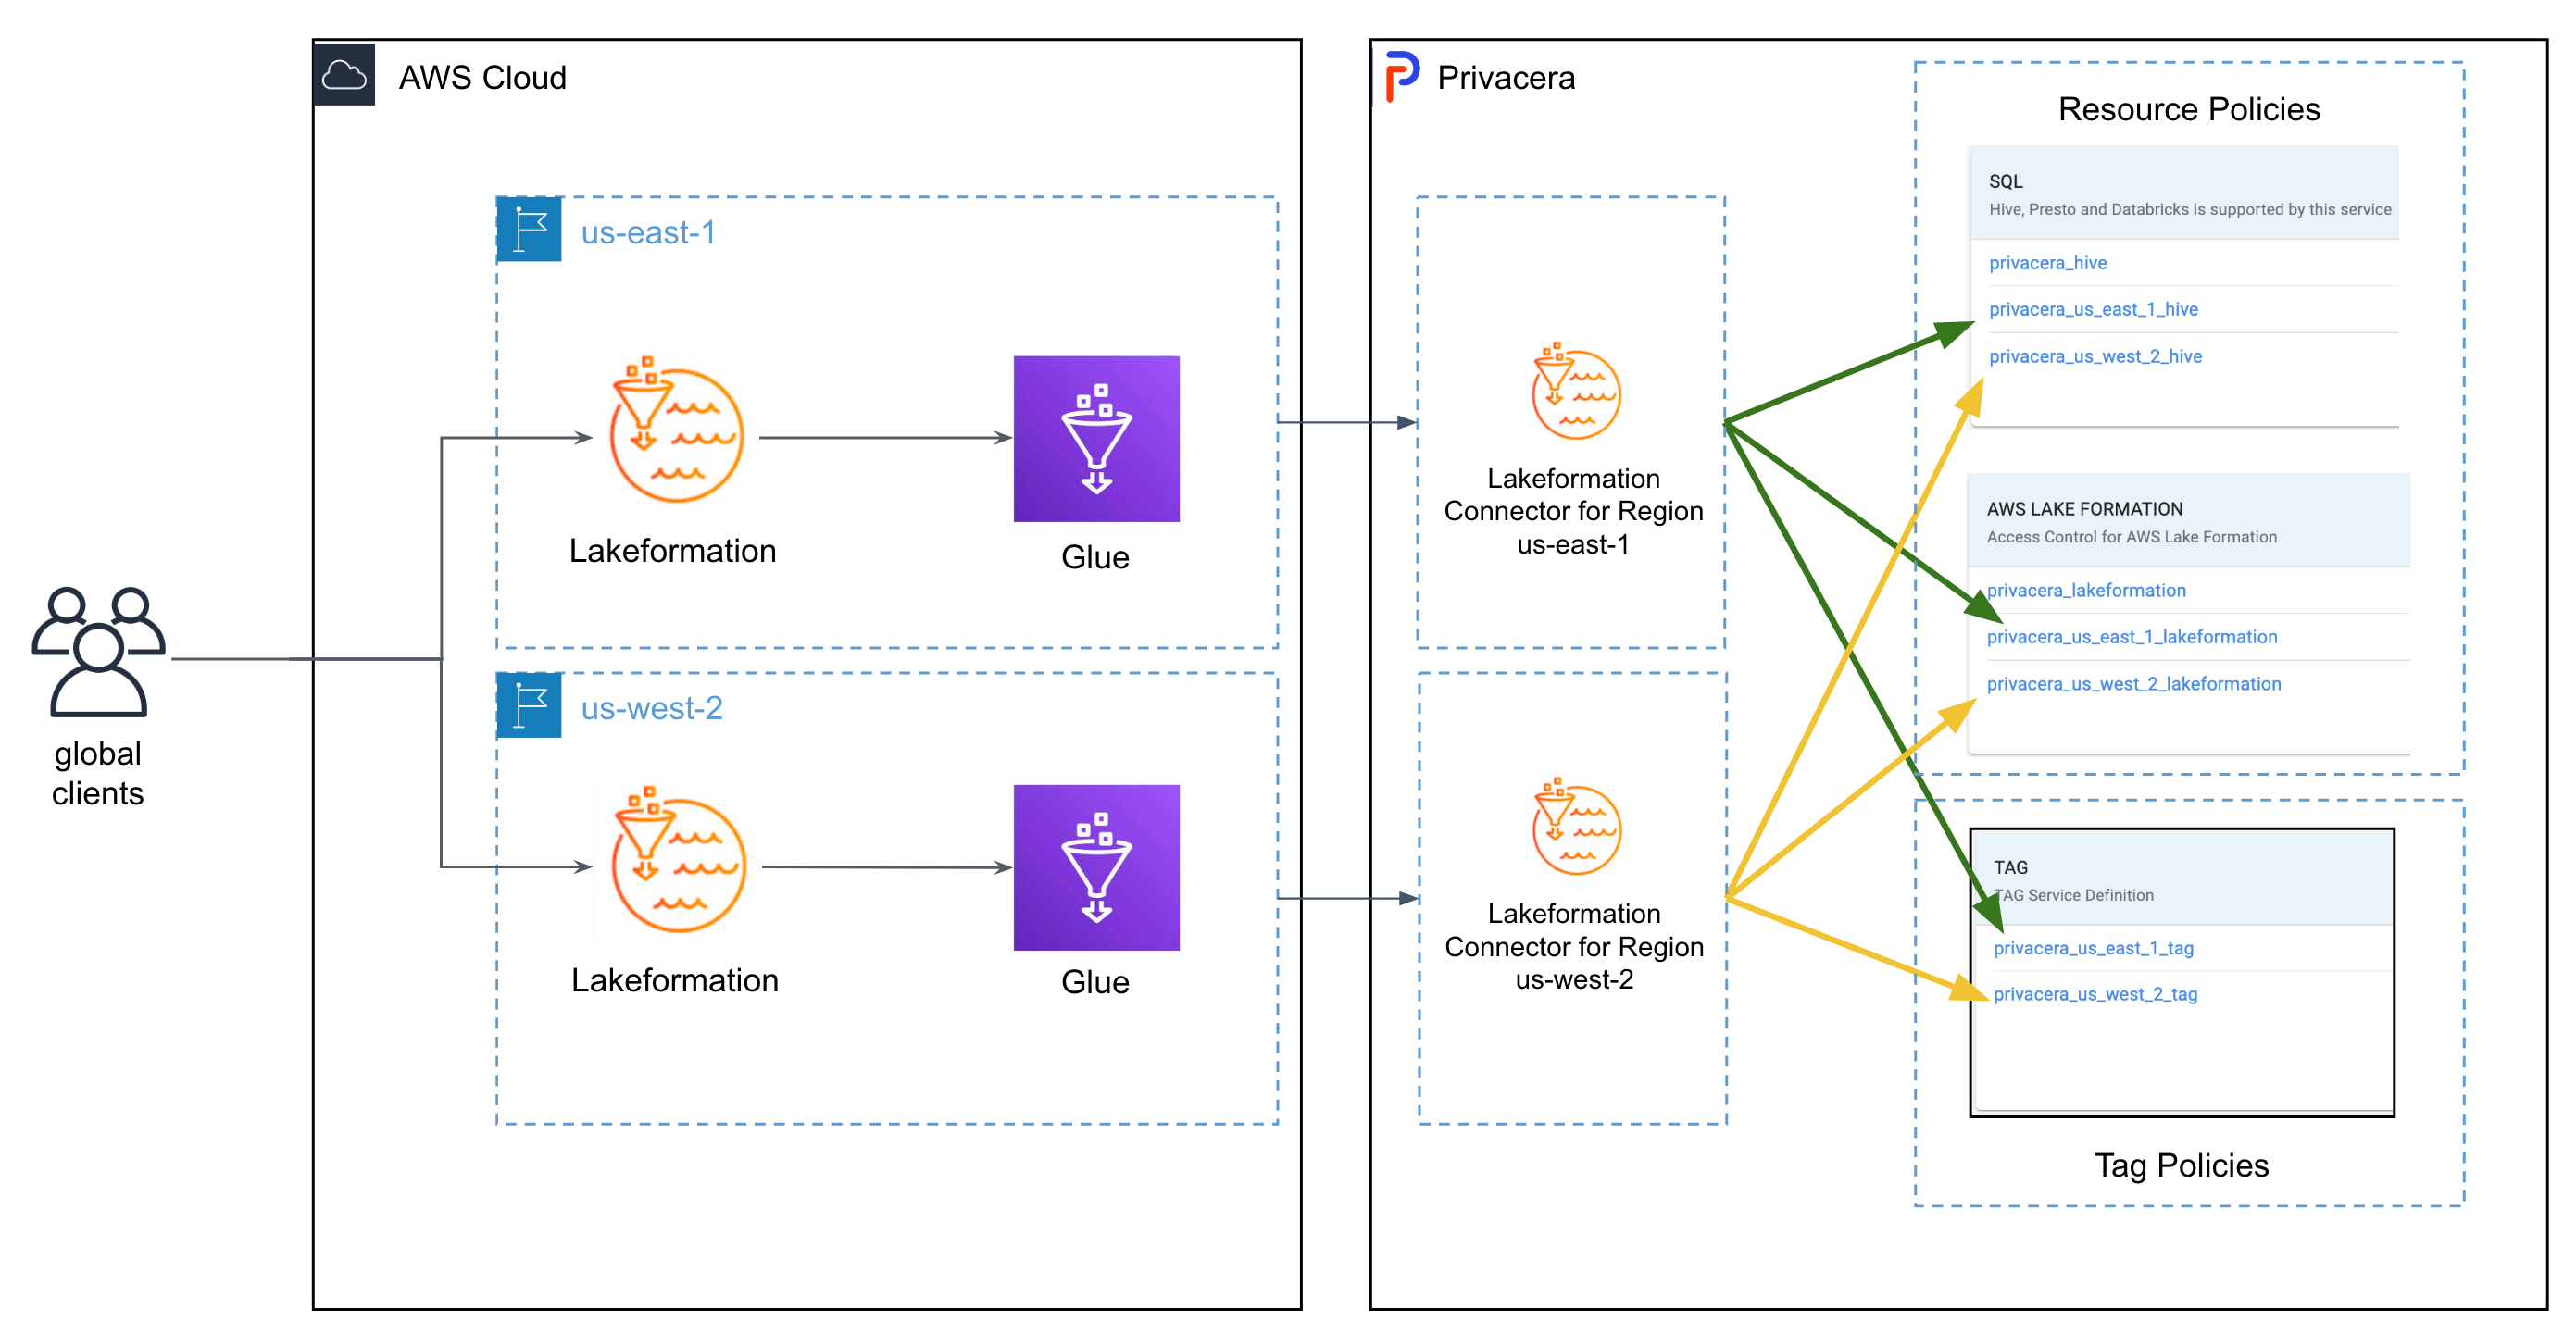 AWS Cloud
us-east-1
Lakeformation
Glue
global
clients
us-west-2
Lakeformation
Glue
Privacera
Lakeformation
Connector for Region
us-east-1
Lakeformation
Connector for Region
us-west-2
Resource Policies
SQL
Hive, Presto and Databricks is supported by this service
privacera_hive
privacera_us_east_1_hive
privacera_us_west_2_hive
AWS LAKE FORMATION
Access Control for AWS Lake Formation
privacera_lakeformation
privacera_us_east_1_lakeformation
privacera_us_west_2_lakeformation
TAG
TAG Service Definition
privacera_us_east_1_tag
privacera_us_west_2_tag
Tag Policies